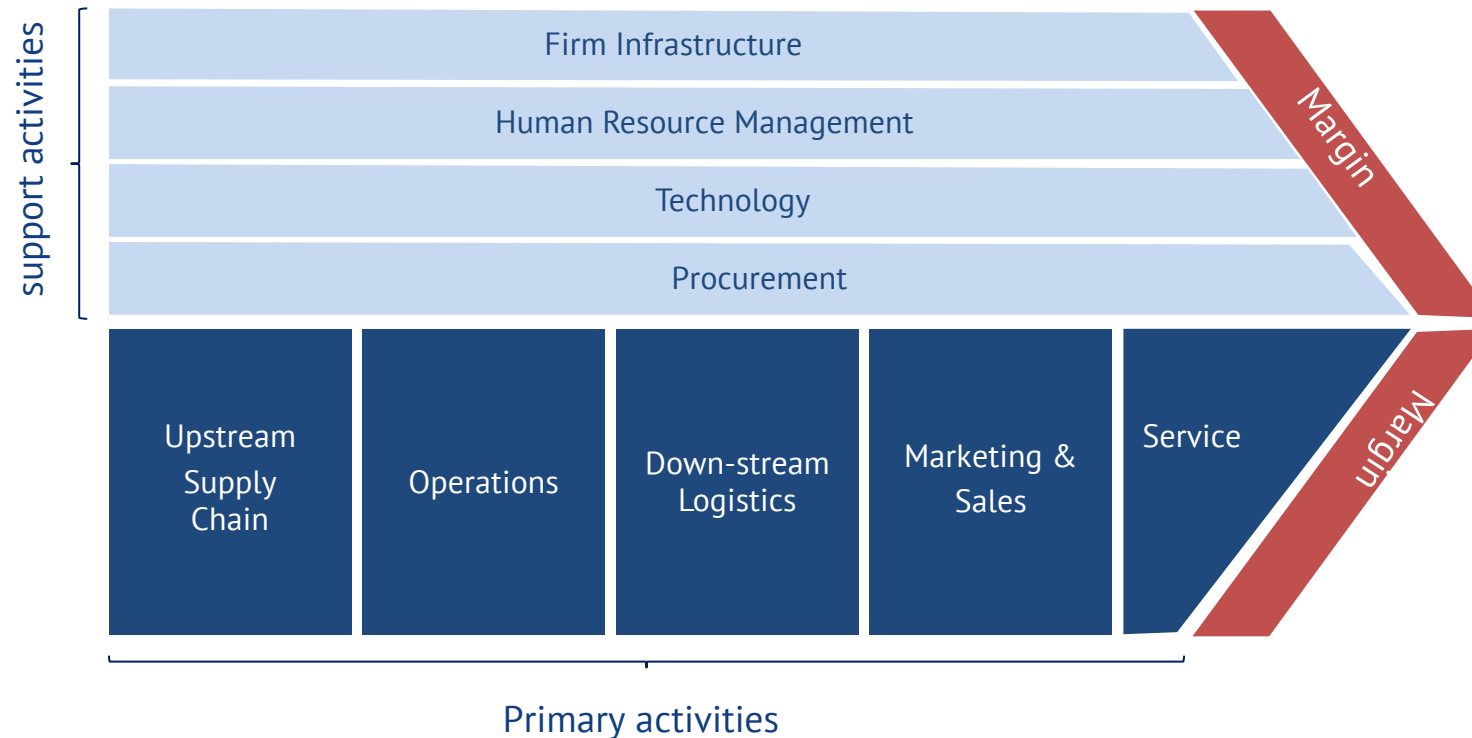 support activities
Firm Infrastructure
Human Resource Management
Technology
Procurement
Margin
Upstream
Supply
Chain
Operations
Down-stream
Logistics
Marketing &
Sales
Service
Margin
Primary activities